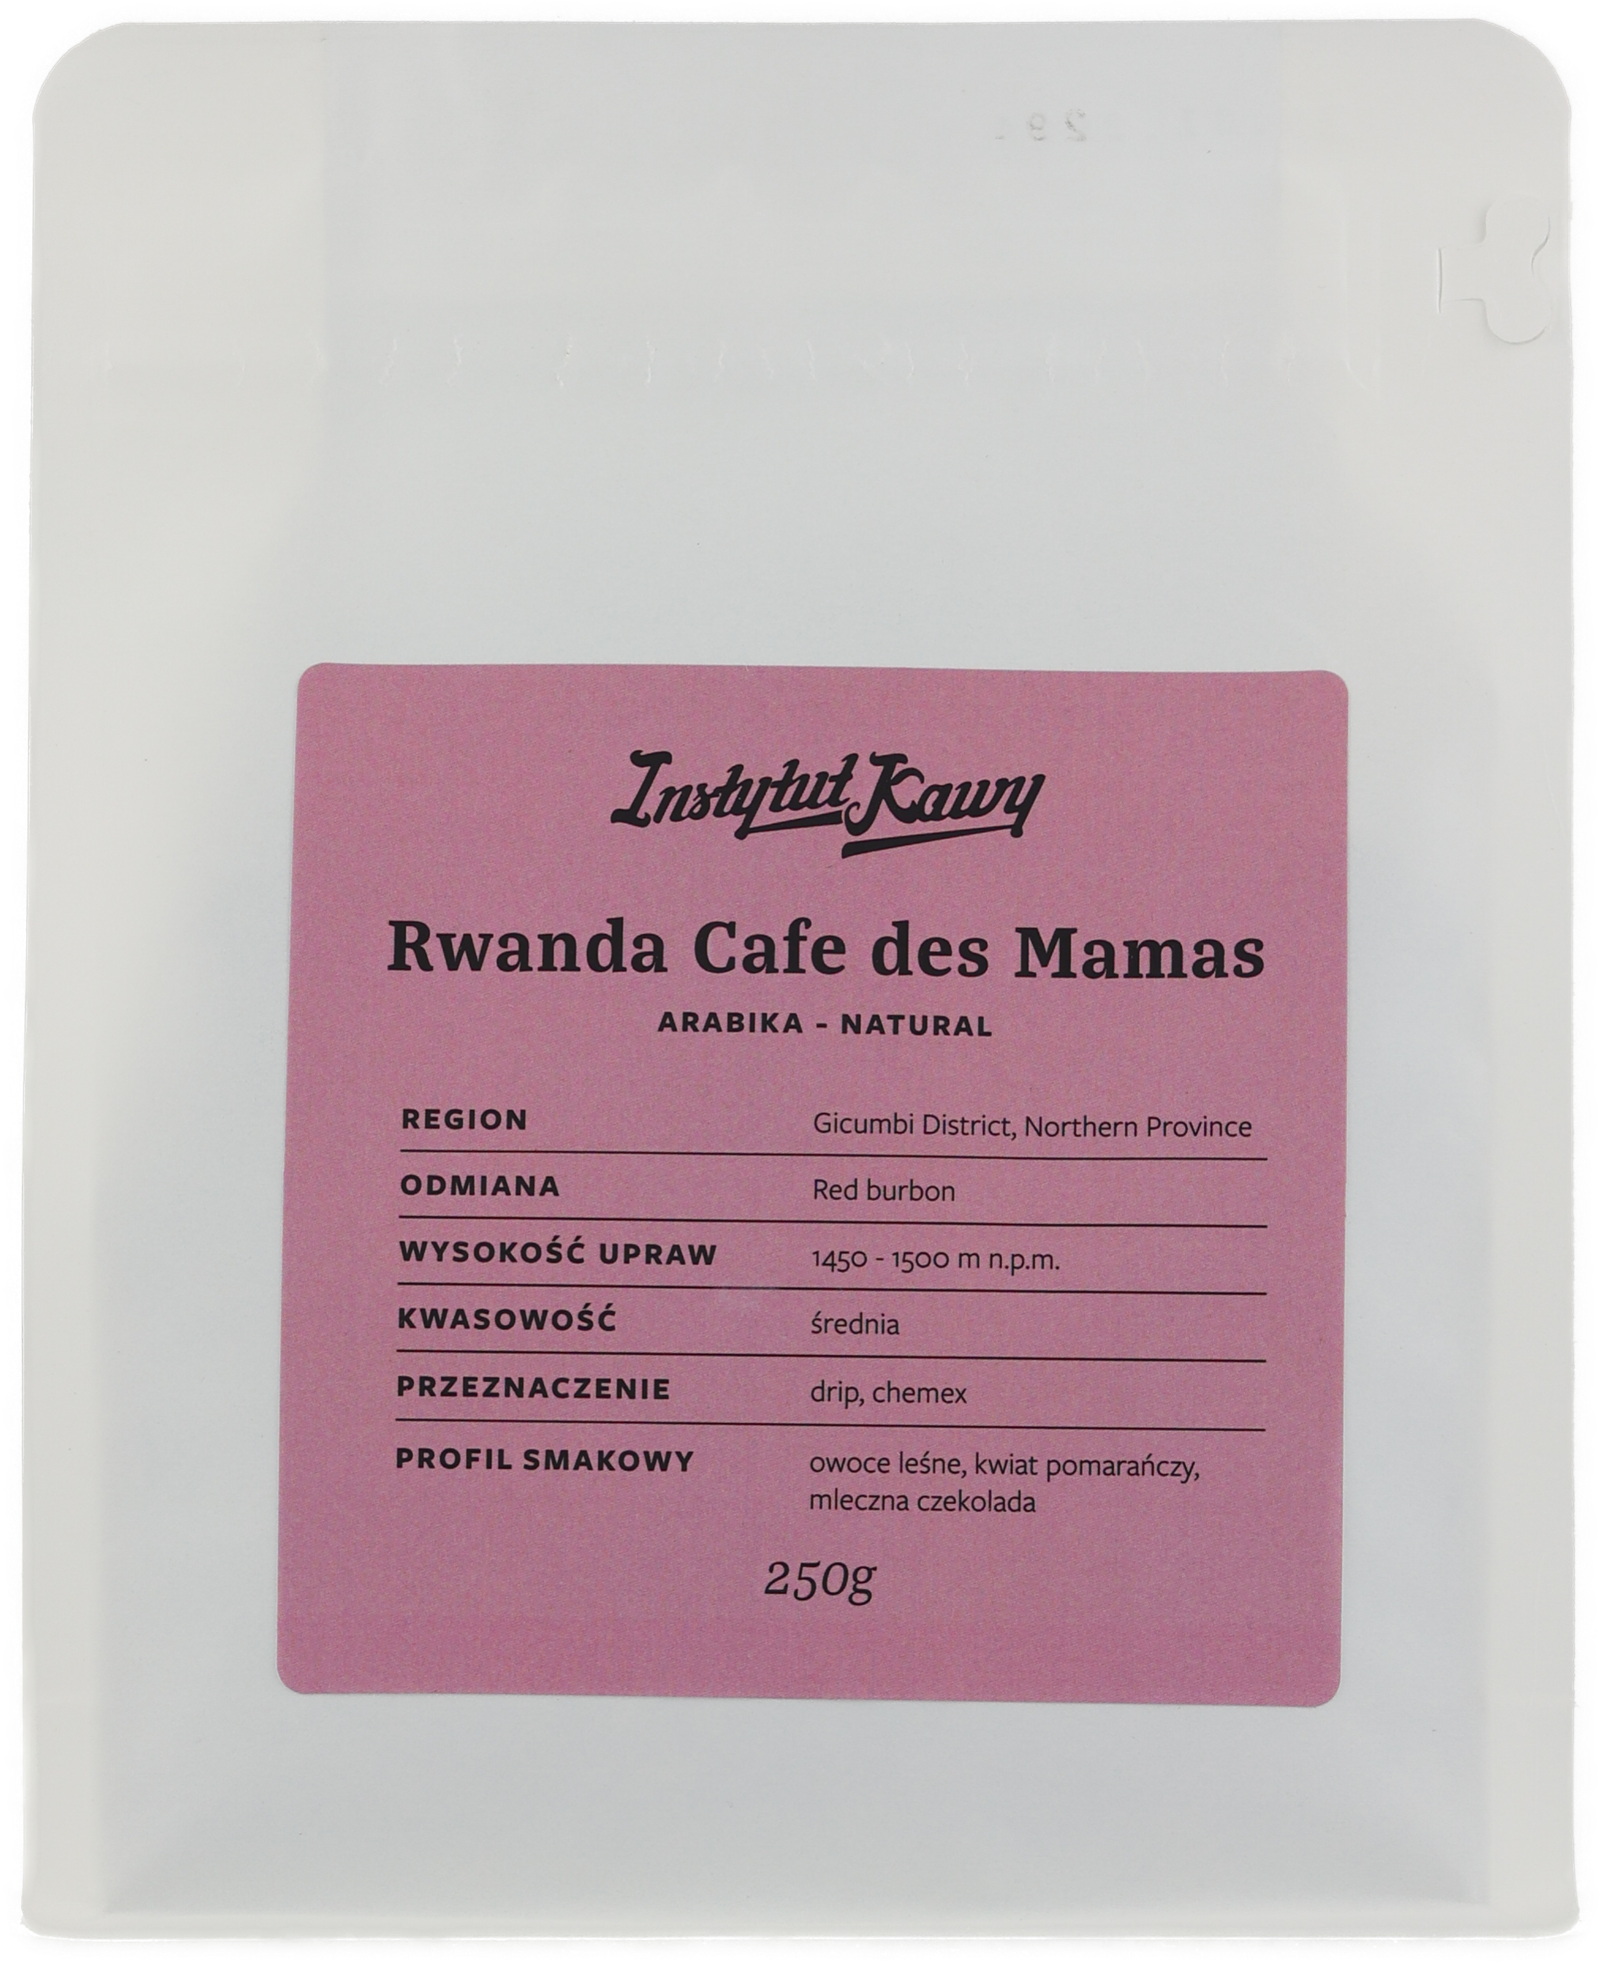 Instytut Kawy
Rwanda Cafe des Mamas
ARABIKA - NATURAL
REGION Gicumbi District, Northern Province
ODMIANA Red burbon
WYSOKOŚĆ UPRAW 1450 - 1500 m n.p.m.
KWASOWOŚĆ średnia
PRZEZNACZENIE drip, chemex
PROFIL SMAKOWY owoce leśne, kwiat pomarańczy,
mleczna czekolada
250g